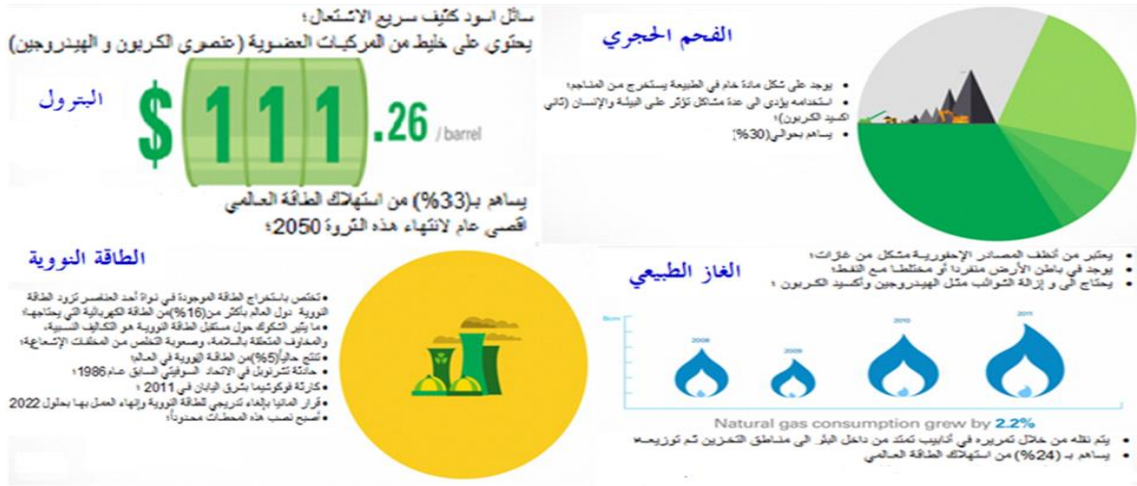 سائل اسود كثيف سريع الاشتعال؛
يحتوي على خليط من المركبات العضوية (عنصري الكربون و الهيدروجين)
البترول
$ 111.26 / barrel
يساهم بـ(33%) من استهلاك الطاقة العالمي
اقصى عام لانتهاء هذه الثروة 2050؛
الفحم الحجري
• يوجد على شكل مادة خام في الطبيعة يستخرج من المناجم؛
• استخدامه يؤدي الى عدة مشاكل تؤثر على البيئة والإنسان (ثاني
اكسيد الكربون)؛
• يساهم بحوالي(30%)
الطاقة النووية
• تختص باستخراج الطاقة الموجودة في نواة أحد العناصر تزود الطاقة
النووية دول العالم بأكثر من(16%)من الطاقة الكهربائية التي يحتاجها؛
• ما يثير الشكوك حول مستقبل الطاقة النووية هو التكاليف النسبية،
والمخاوف المتعلقة بالسلامة، وصعوبة التخلص من المخلفات الإشعاعية؛
• تنتج حاليا(5%)من الطاقة النووية في العالم؛
• حادثة تشرنوبل في الاتحاد السوفيتي السابق عام1986؛
• كارثة فوكوشيما بشرق اليابان في 2011 ؛
• قرار المانيا بإلغاء تدريجي للطاقة النووية وإنهاء العمل بها بحلول 2022
• أصبح نصب هذه المحطات محدوداً؛
• يعتبر من أنظف المصادر الإحفورية مشكل من غازات؛
• يوجد في باطن الأرض منفردا أو مختلطا مع النفط؛
• يحتاج الى و إزالة الشوائب مثل الهيدروجين وأكسيد الكربون ؛
الغاز الطبيعي
2008
2009
2010
2011
Natural gas consumption grew by 2.2%
• يتم نقله من خلال تمريره في أنابيب تمتد من داخل البئر الى مناطق التخزين ثم توزيعه؛
• يساهم بـ (24%) من استهلاك الطاقة العالمي